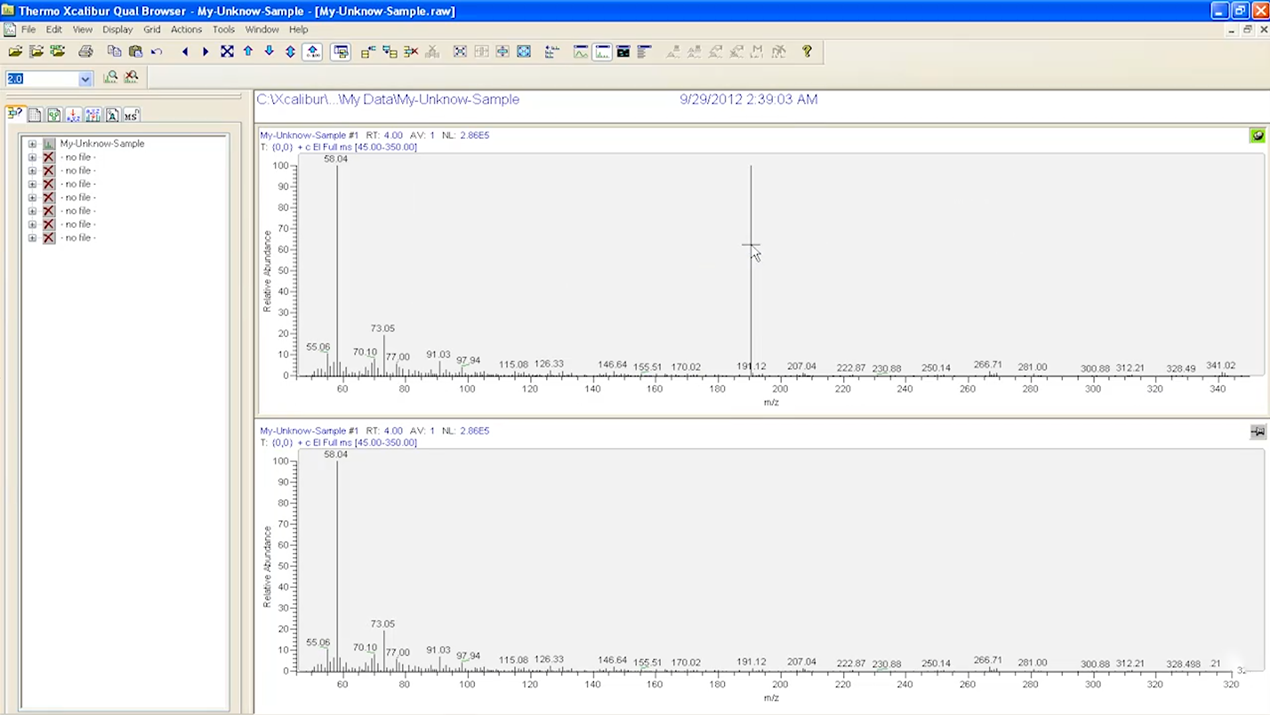 Thermo Xcalibur Qual Browser - My-Unknow-Sample - [My-Unknow-Sample.raw]
File Edit View Display Grid Actions Tools Window Help
2.0
C:\Xcalibur\...\My Data\My-Unknow-Sample 9/29/2012 2:39:03 AM
My-Unknow-Sample
- no file -
- no file -
- no file -
- no file -
- no file -
- no file -
- no file -
My-Unknow-Sample #1 RT: 4.00 AV: 1 NL: 2.86E5
T: {0,0} + c EI Full ms [45.00-350.00]
58.04
100
90
80
70
60
50
40
30
20
10
0
Relative Abundance
73.05
55.06 70.10 77.00 91.03 97.94 115.08 126.33 146.64 155.51 170.02 191.12 207.04 222.87 230.88 250.14 266.71 281.00 300.88 312.21 328.49 341.02
60 80 100 120 140 160 180 200 220 240 260 280 300 320 340
m/z
My-Unknow-Sample #1 RT: 4.00 AV: 1 NL: 2.86E5
T: {0,0} + c EI Full ms [45.00-350.00]
58.04
100
90
80
70
60
50
40
30
20
10
0
Relative Abundance
73.05
55.06 70.10 77.00 91.03 97.94 115.08 126.33 146.64 155.51 170.02 191.12 207.04 222.87 230.88 250.14 266.71 281.00 300.88 312.21 328.498 21
60 80 100 120 140 160 180 200 220 240 260 280 300 320
m/z